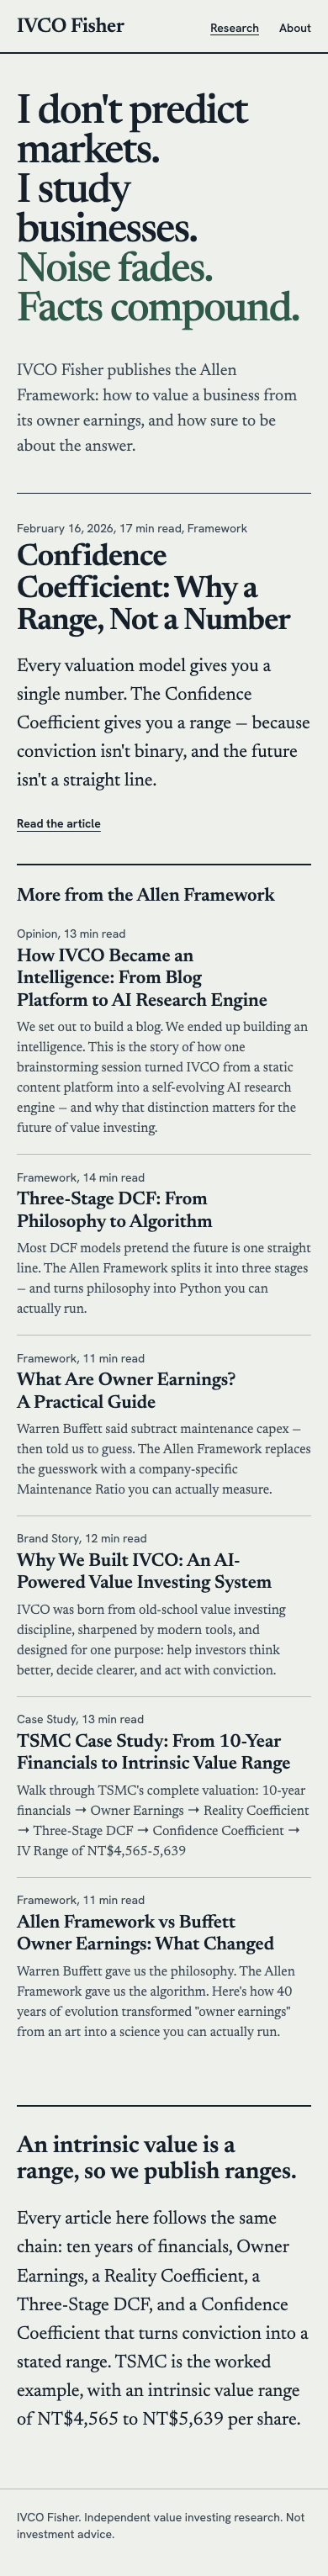 IVCO Fisher
Research
About
I don't predict
markets.
I study
businesses.
Noise fades.
Facts compound.
IVCO Fisher publishes the Allen
Framework: how to value a business from
its owner earnings, and how sure to be
about the answer.
February 16, 2026, 17 min read, Framework
Confidence
Coefficient: Why a
Range, Not a Number
Every valuation model gives you a
single number. The Confidence
Coefficient gives you a range — because
conviction isn't binary, and the future
isn't a straight line.
Read the article
More from the Allen Framework
Opinion, 13 min read
How IVCO Became an
Intelligence: From Blog
Platform to AI Research Engine
We set out to build a blog. We ended up building an
intelligence. This is the story of how one
brainstorming session turned IVCO from a static
content platform into a self-evolving AI research
engine — and why that distinction matters for the
future of value investing.
Framework, 14 min read
Three-Stage DCF: From
Philosophy to Algorithm
Most DCF models pretend the future is one straight
line. The Allen Framework splits it into three stages
— and turns philosophy into Python you can
actually run.
Framework, 11 min read
What Are Owner Earnings?
A Practical Guide
Warren Buffett said subtract maintenance capex —
then told us to guess. The Allen Framework replaces
the guesswork with a company-specific
Maintenance Ratio you can actually measure.
Brand Story, 12 min read
Why We Built IVCO: An AI-
Powered Value Investing System
IVCO was born from old-school value investing
discipline, sharpened by modern tools, and
designed for one purpose: help investors think
better, decide clearer, and act with conviction.
Case Study, 13 min read
TSMC Case Study: From 10-Year
Financials to Intrinsic Value Range
Walk through TSMC's complete valuation: 10-year
financials → Owner Earnings → Reality Coefficient
→ Three-Stage DCF → Confidence Coefficient →
IV Range of NT$4,565-5,639
Framework, 11 min read
Allen Framework vs Buffett
Owner Earnings: What Changed
Warren Buffett gave us the philosophy. The Allen
Framework gave us the algorithm. Here's how 40
years of evolution transformed "owner earnings"
from an art into a science you can actually run.
An intrinsic value is a
range, so we publish ranges.
Every article here follows the same
chain: ten years of financials, Owner
Earnings, a Reality Coefficient, a
Three-Stage DCF, and a Confidence
Coefficient that turns conviction into a
stated range. TSMC is the worked
example, with an intrinsic value range
of NT$4,565 to NT$5,639 per share.
IVCO Fisher. Independent value investing research. Not
investment advice.